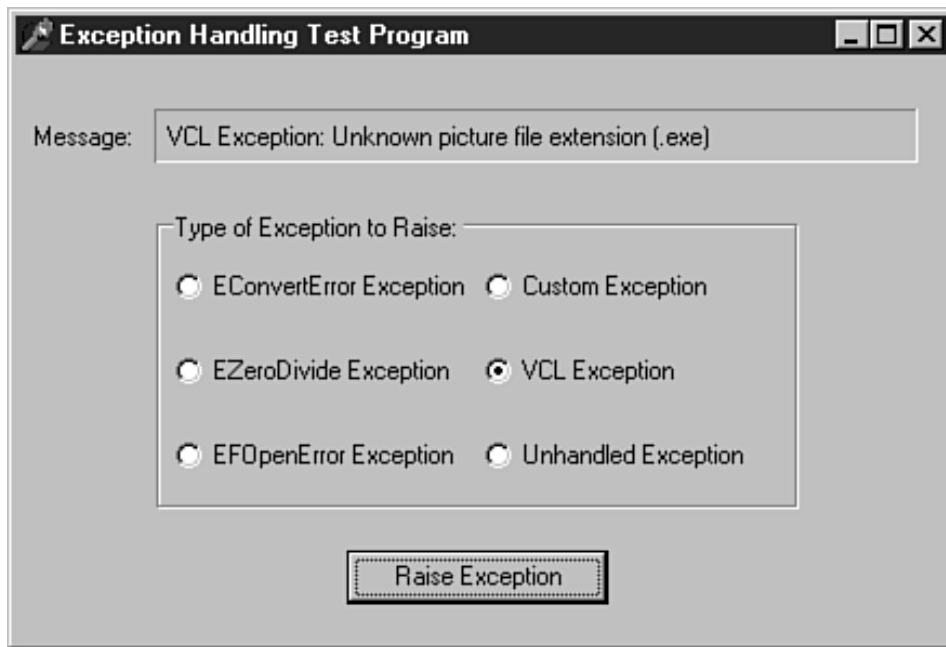 Exception Handling Test Program
Message: VCL Exception: Unknown picture file extension (.exe)
Type of Exception to Raise:
EConvertError Exception Custom Exception
EZeroDivide Exception VCL Exception
EFOpenError Exception Unhandled Exception
Raise Exception